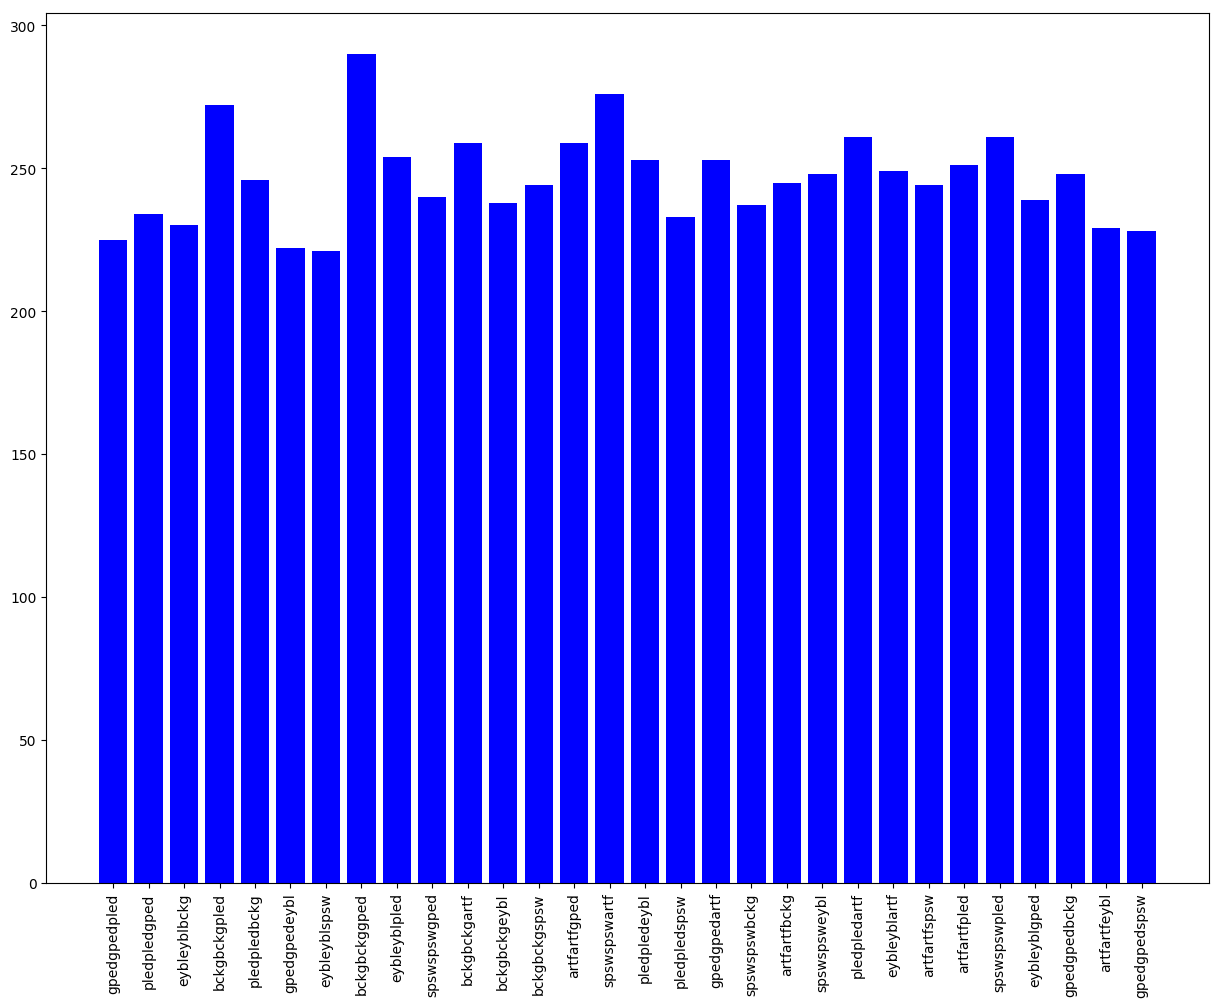 300
250
200
150
100
50
0
gpedgpedpled
pledpledgped
eybleyblbckg
bckgbckgpled
pledpledbckg
gpedgpedeybl
eybleyblspsw
bckgbckggped
eybleyblpled
spswspswgped
bckgbckgartf
bckgbckgeybl
bckgbckgspsw
artfartfgped
spswspswartf
pledpledeybl
pledpledspsw
gpedgpedartf
spswspswbckg
artfartfbckg
spswspsweybl
pledpledartf
eybleyblartf
artfartfspsw
artfartfpled
spswspswpled
eybleyblgped
gpedgpedbckg
artfartfeybl
gpedgpedspsw